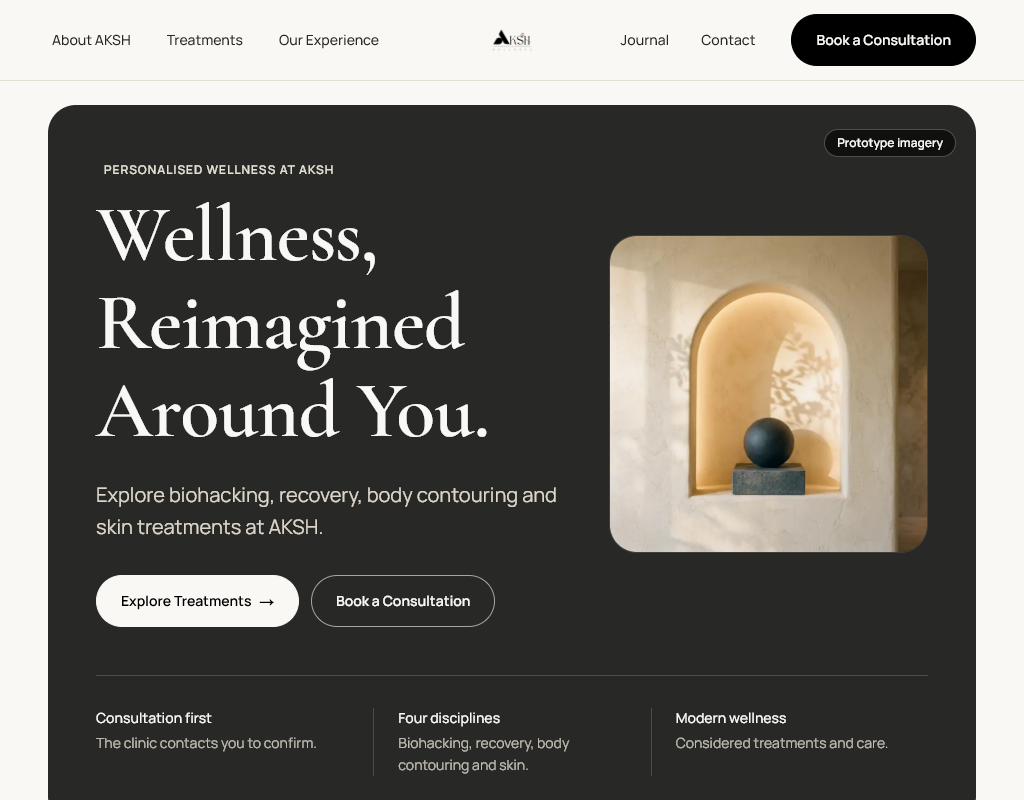 About AKSH
Treatments
Our Experience
AKSH
Journal
Contact
Book a Consultation
Prototype imagery
PERSONALISED WELLNESS AT AKSH
Wellness,
Reimagined
Around You.
Explore biohacking, recovery, body contouring and
skin treatments at AKSH.
Explore Treatments →
Book a Consultation
Consultation first
The clinic contacts you to confirm.
Four disciplines
Biohacking, recovery, body
contouring and skin.
Modern wellness
Considered treatments and care.